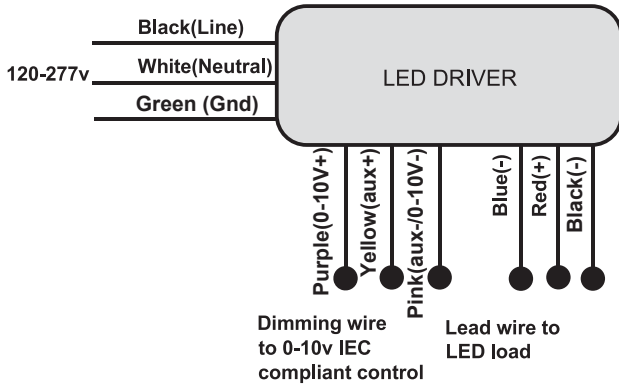 Black(Line)
120-277v
White(Neutral)
Green (Gnd)
LED DRIVER
Purple(0-10V+)
Yellow(aux+)
Pink(aux-/0-10V-)
Blue(-)
Red(+)
Black(-)
Dimming wire
to 0-10v IEC
compliant control
Lead wire to
LED load